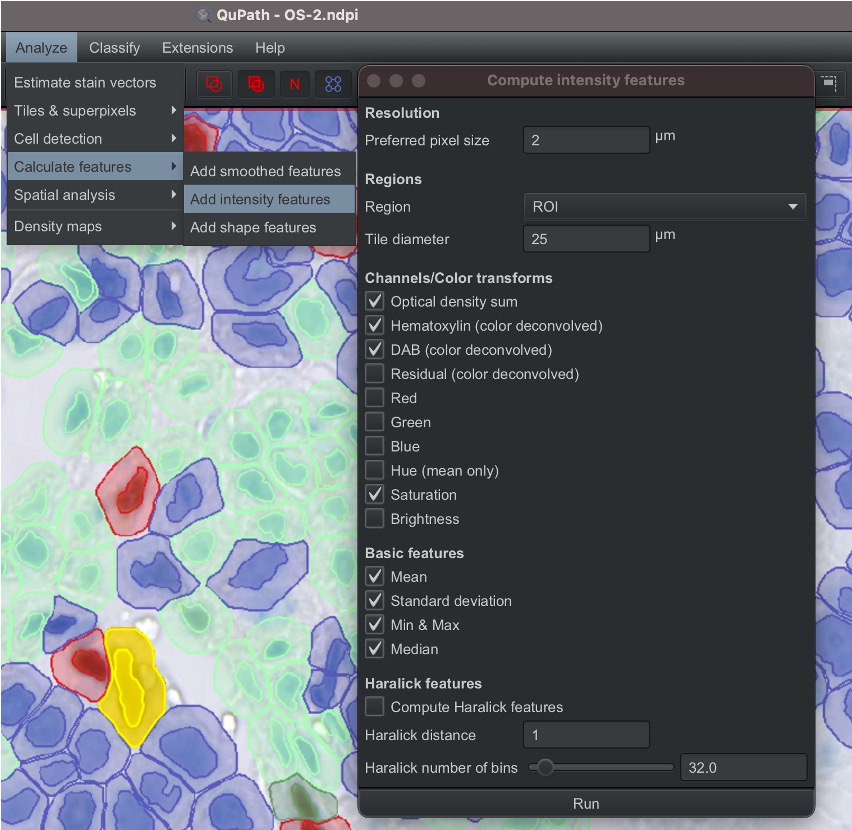 QuPath - OS-2.ndpi
Analyze Classify Extensions Help
Estimate stain vectors
Tiles & superpixels
Cell detection
Calculate features
Spatial analysis
Density maps
Add smoothed features
Add intensity features
Add shape features
N
Compute intensity features
Resolution
Preferred pixel size 2 µm
Regions
Region ROI
Tile diameter 25 µm
Channels/Color transforms
Optical density sum
Hematoxylin (color deconvolved)
DAB (color deconvolved)
Residual (color deconvolved)
Red
Green
Blue
Hue (mean only)
Saturation
Brightness
Basic features
Mean
Standard deviation
Min & Max
Median
Haralick features
Compute Haralick features
Haralick distance 1
Haralick number of bins 32.0
Run